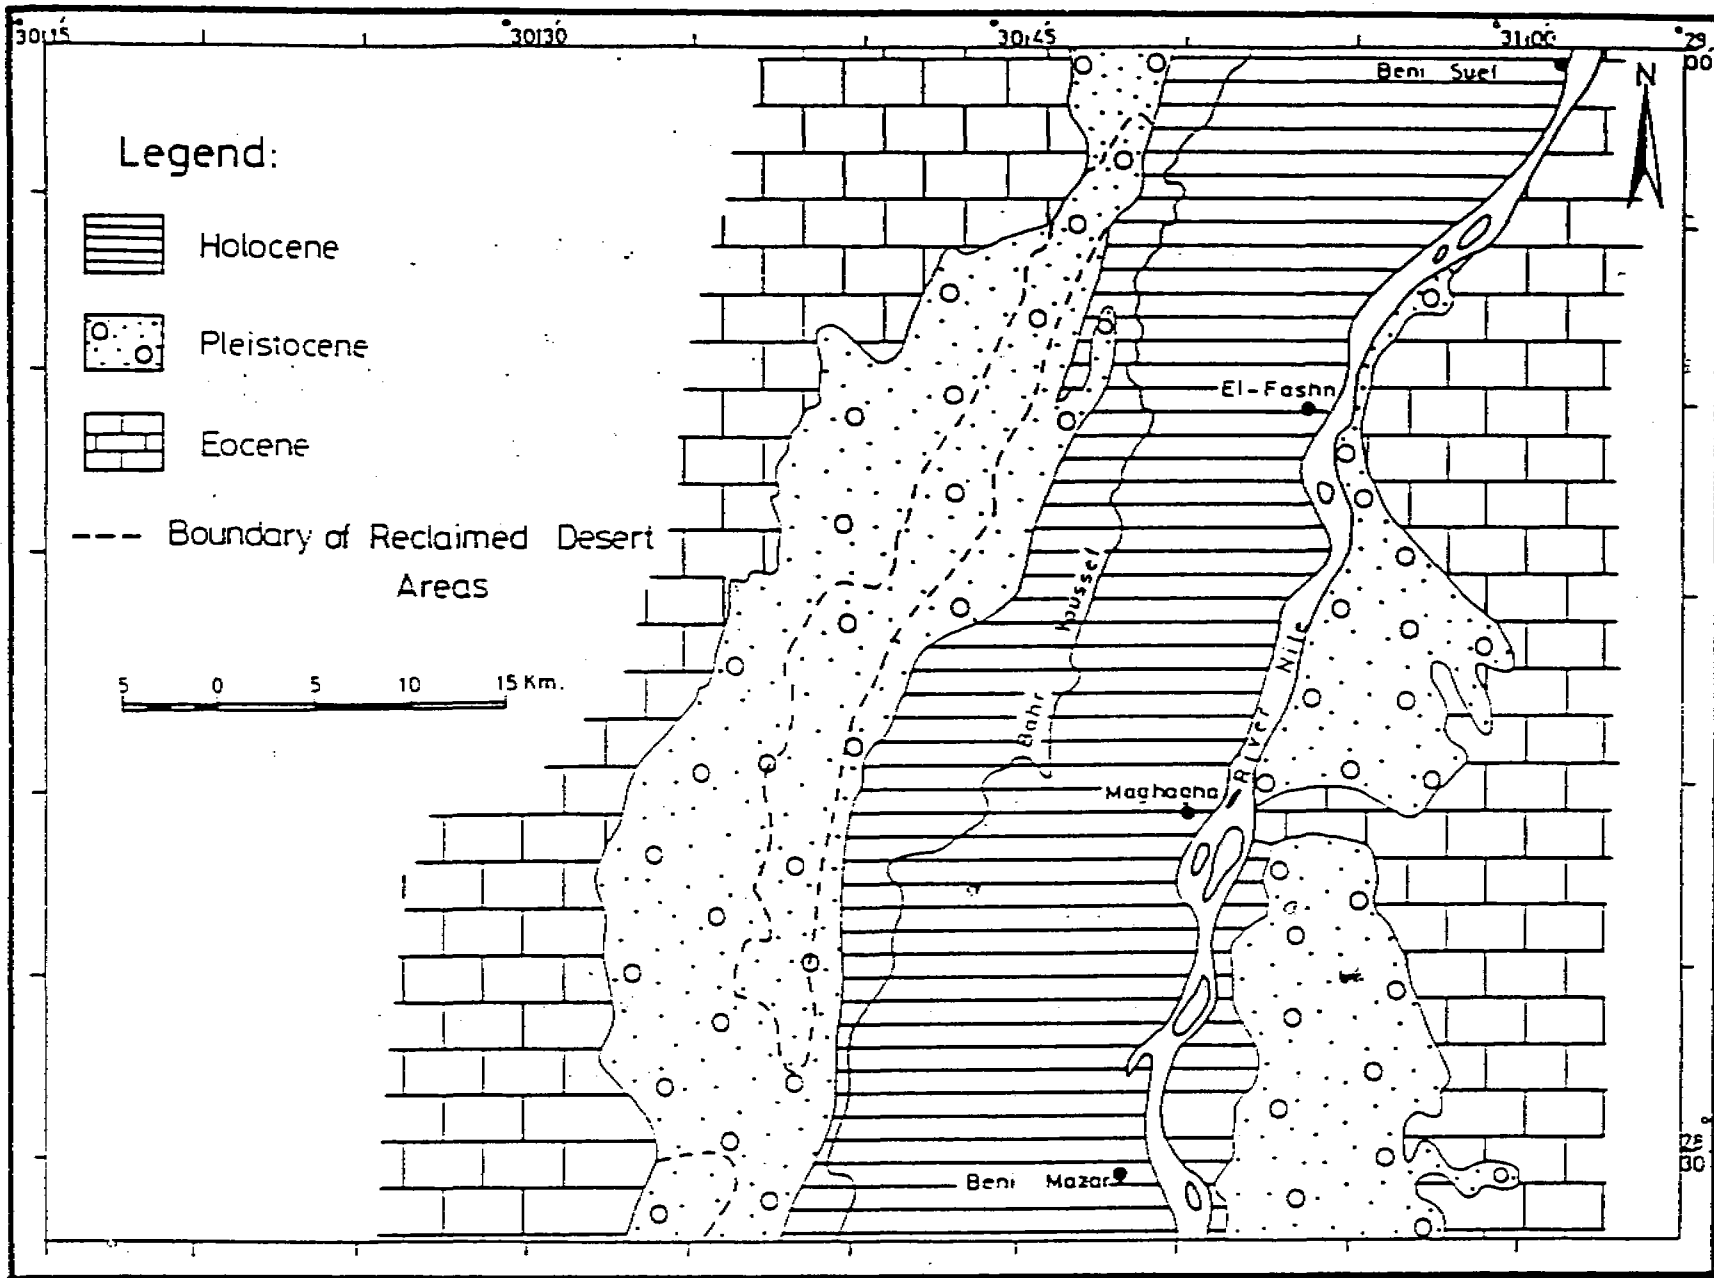 30°15' 30°30' 30°45' 31°00' 29°
00
Beni Suef
N
Legend:
Holocene
Pleistocene
Eocene
Boundary of Reclaimed Desert
Areas
5 0 5 10 15 Km.
El-Fashn
Bahr Youssef
River Nile
Maghagha
Beni Mazar
28°
30